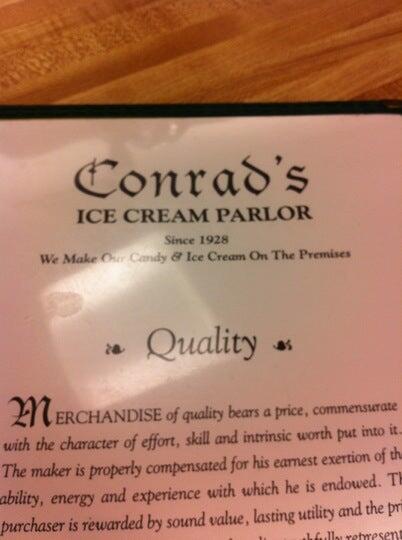 Conrad's
ICE CREAM PARLOR
Since 1928
We Make Our Candy & Ice Cream On The Premises
Quality
MERCHANDISE of quality bears a price, commensurate
with the character of effort, skill and intrinsic worth put into it.
The maker is properly compensated for his earnest exertion of th
ability, energy and experience with which he is endowed. Th
purchaser is rewarded by sound value, lasting utility and the pri